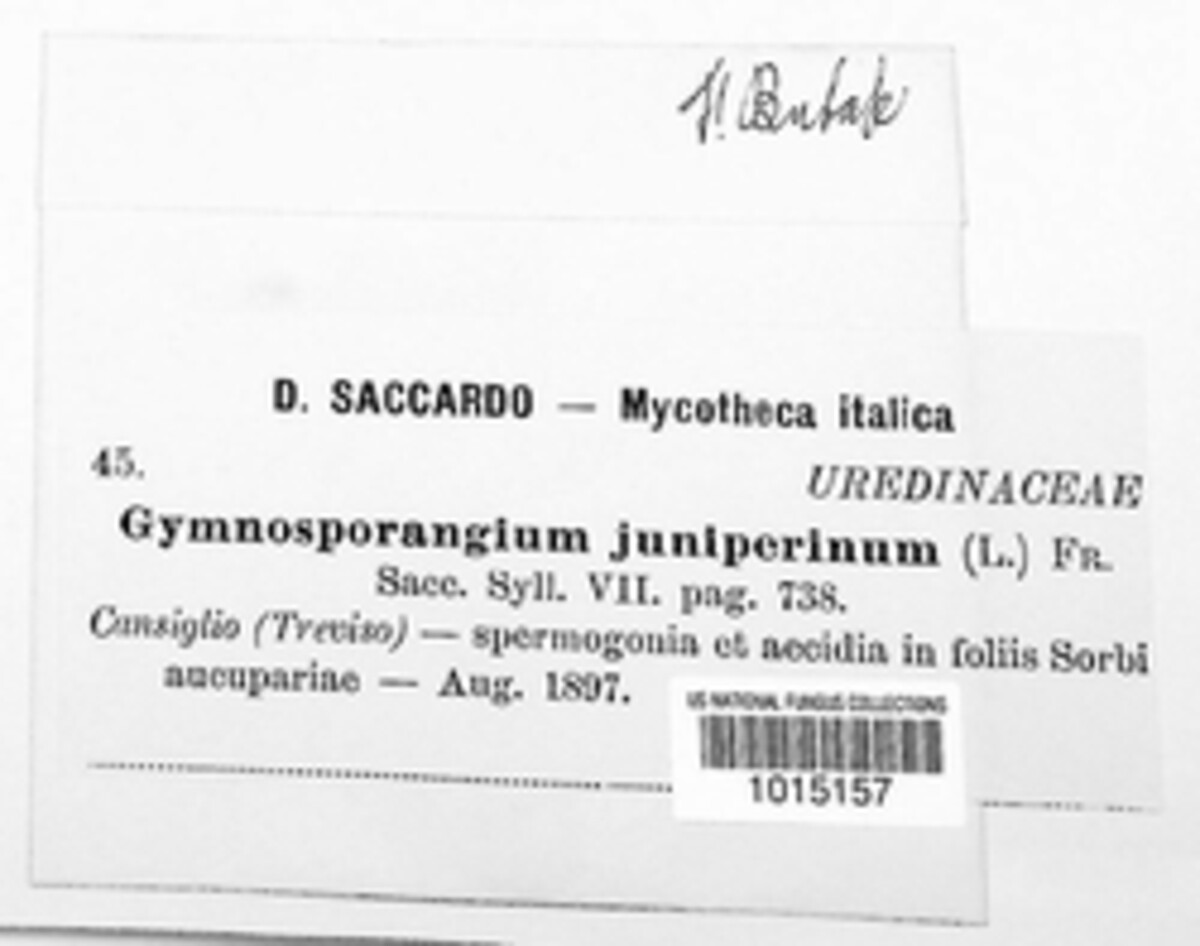 ! Bubak
D. SACCARDO — Mycotheca italica
45.
UREDINACEAE
Gymnosporangium juniperinum (L.) FR.
Sacc. Syll. VII. pag. 738.
Cansiglio (Treviso) — spermogonia et aecidia in foliis Sorbi
aucupariae — Aug. 1897.
US NATIONAL FUNGUS COLLECTIONS
1015157